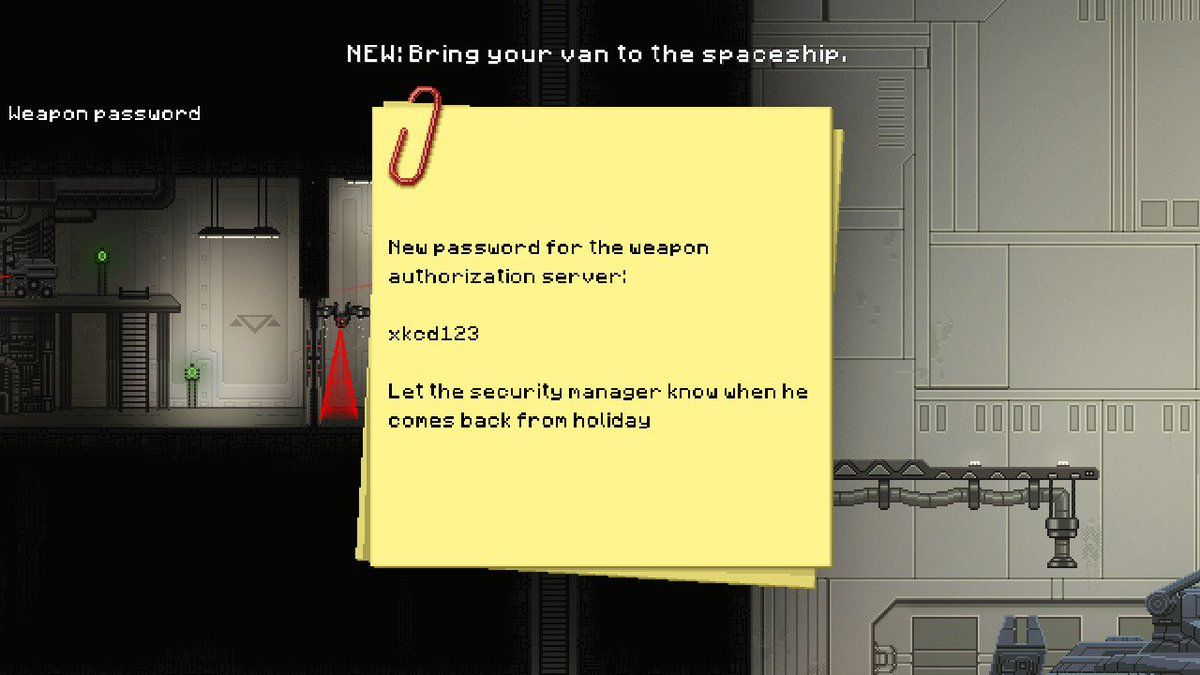 NEW: Bring your van to the spaceship.
Weapon password
New password for the weapon
authorization server:
xkcd123
Let the security manager know when he
comes back from holiday